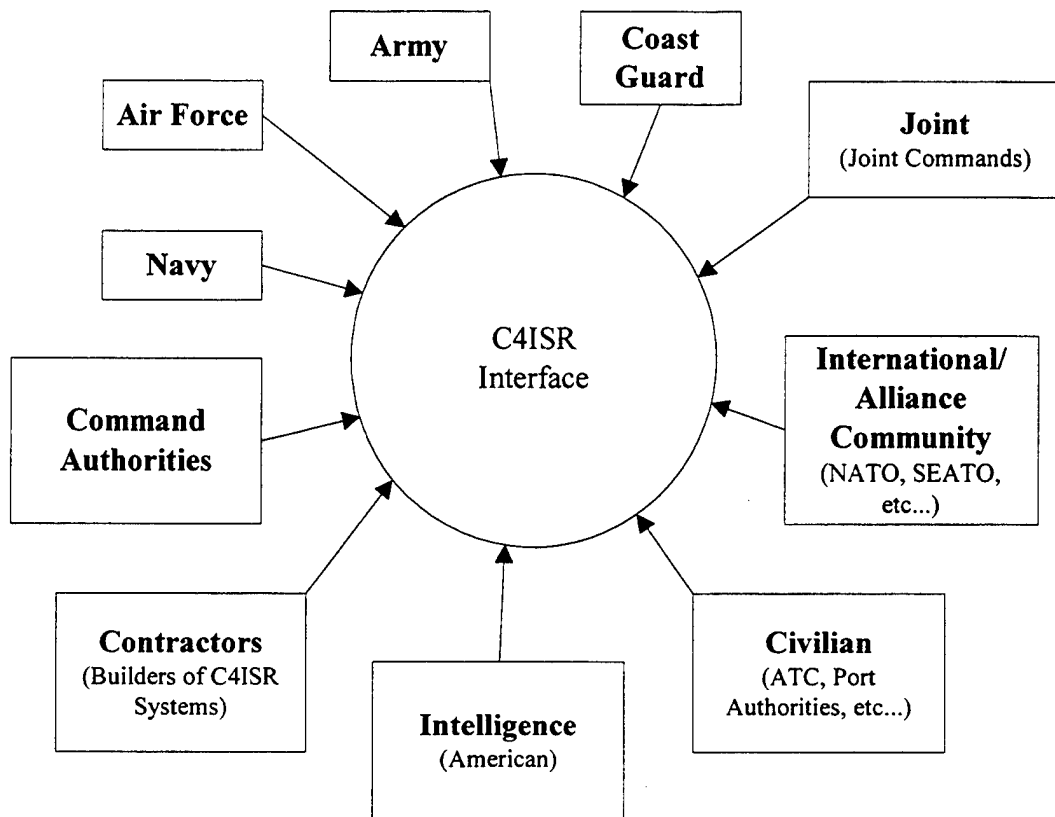 Army
Coast
Guard
Air Force
Joint
(Joint Commands)
Navy
C4ISR
Interface
International/
Alliance
Community
(NATO, SEATO,
etc...)
Command
Authorities
Contractors
(Builders of C4ISR
Systems)
Intelligence
(American)
Civilian
(ATC, Port
Authorities, etc...)